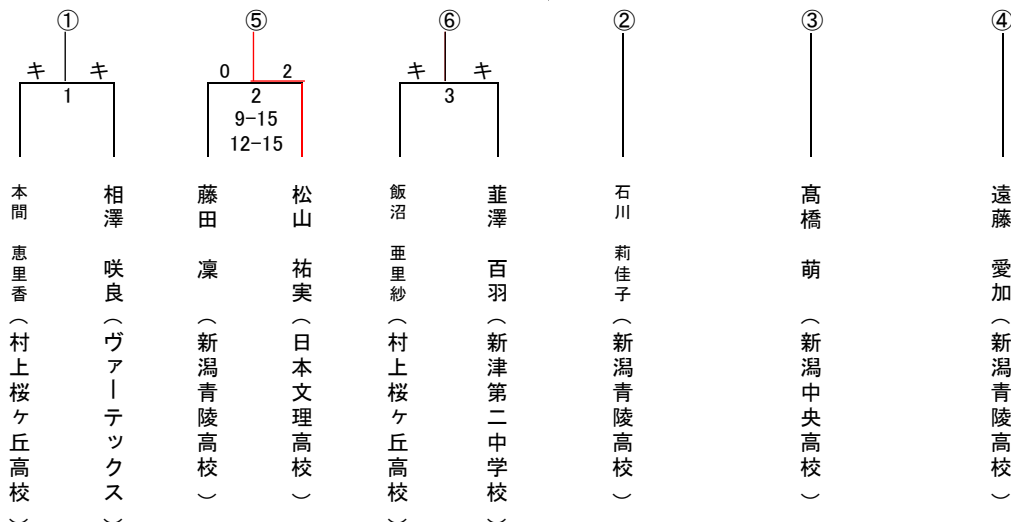 ① ⑤ ⑥ ② ③ ④
キ キ 0 2 キ キ
1 2 3
9-15
12-15
本間 恵里香（村上桜ケ丘高校）
相澤 咲良（ヴァーテックス）
藤田 凜（新潟青陵高校）
松山 祐実（日本文理高校）
飯沼 亜里紗（村上桜ケ丘高校）
韮澤 百羽（新津第二中学校）
石川 莉佳子（新潟青陵高校）
髙橋 萌（新潟中央高校）
遠藤 愛加（新潟青陵高校）